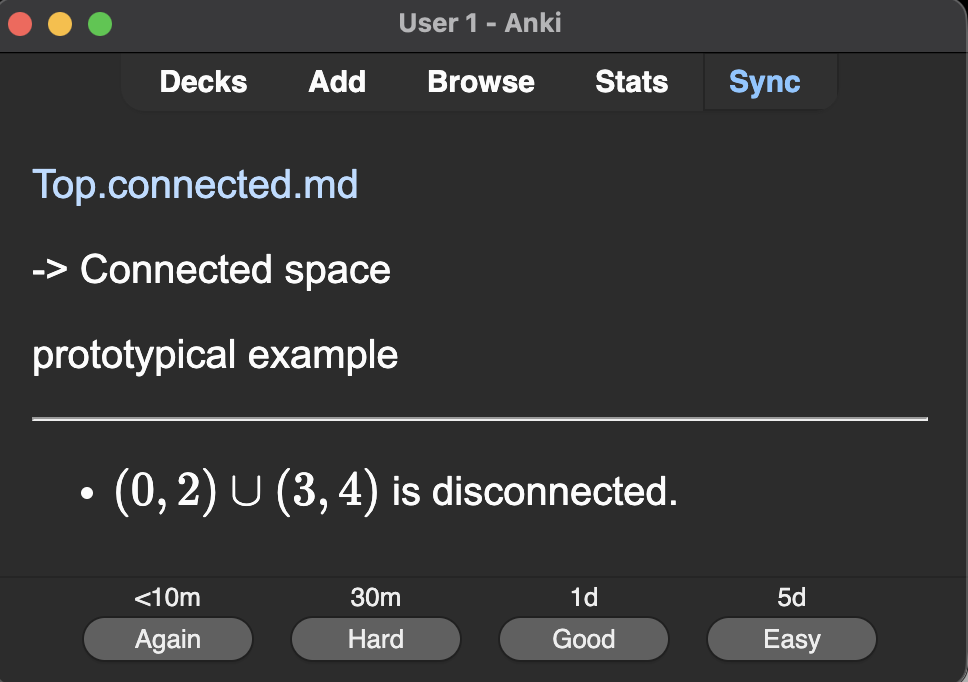 User 1 - Anki
Decks Add Browse Stats Sync
Top.connected.md
-> Connected space
prototypical example
• (0, 2) ∪ (3, 4) is disconnected.
<10m 30m 1d 5d
Again Hard Good Easy